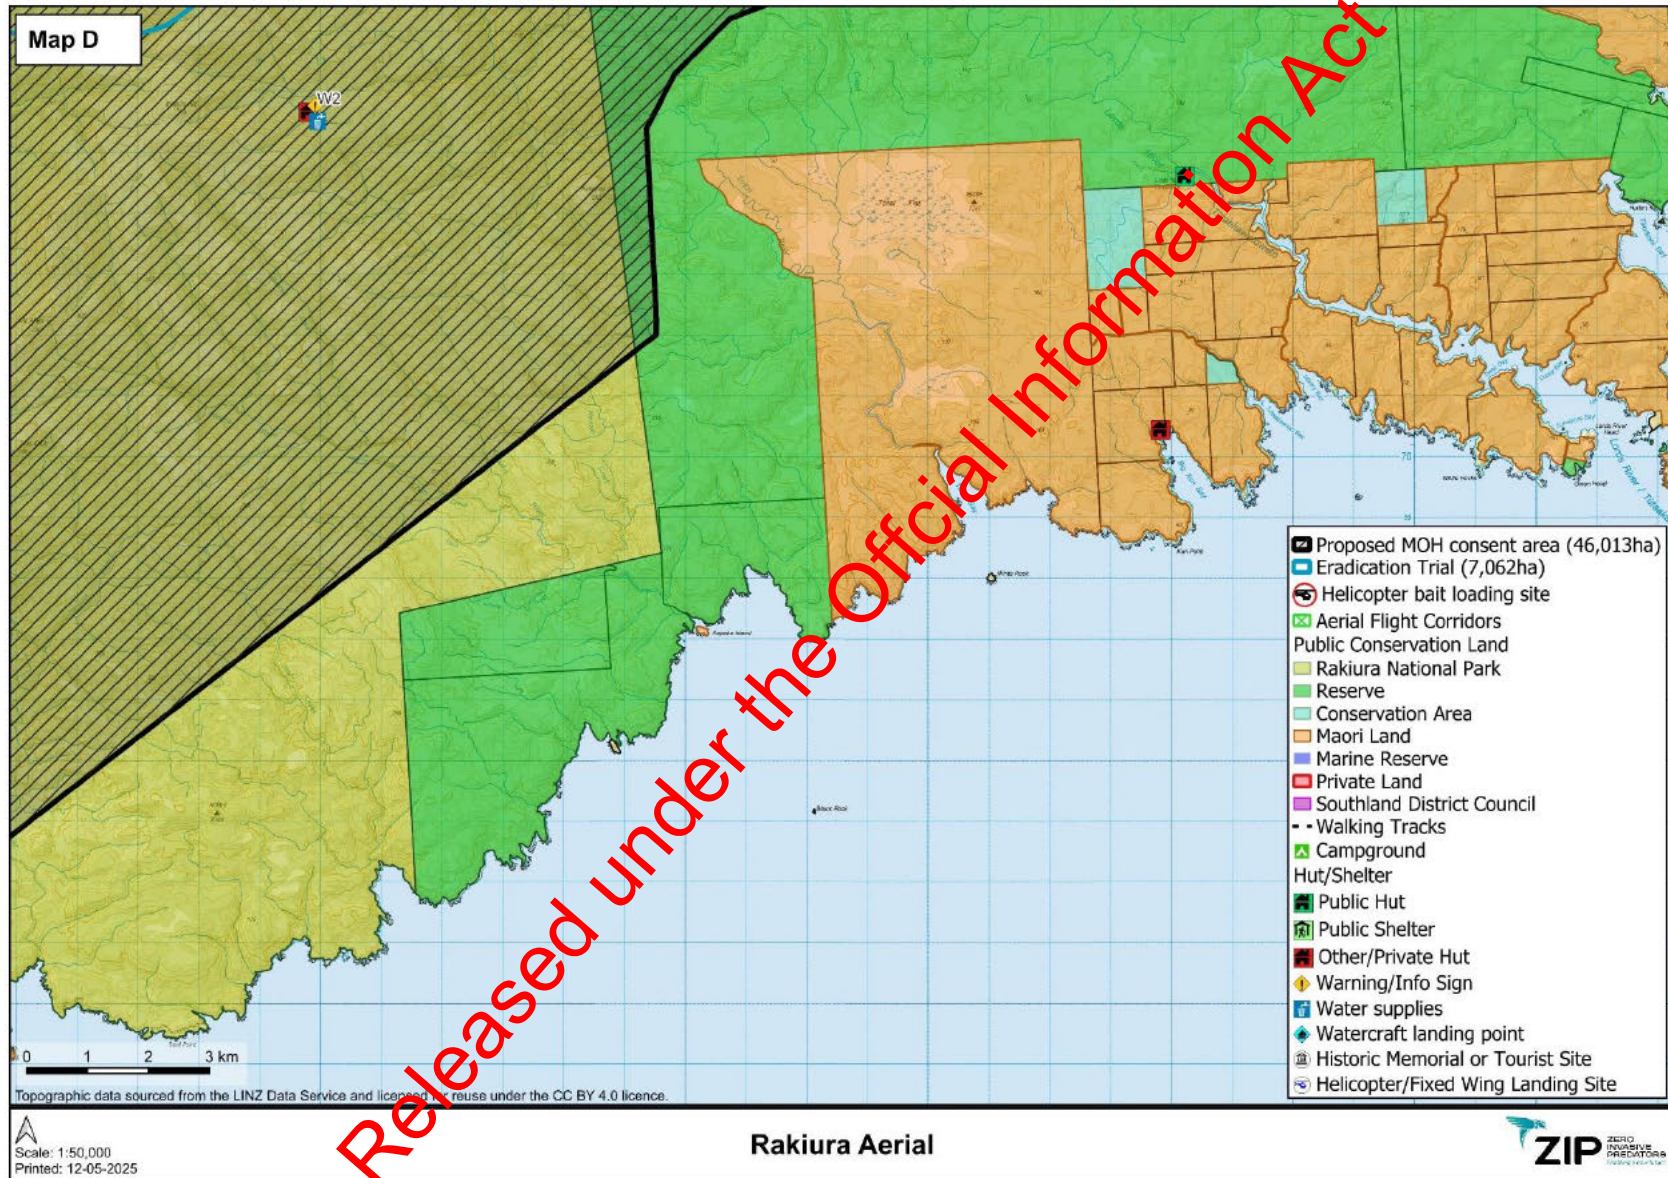 Map D
W2
Released under the Offcial Information Act
Proposed MOH consent area (46,013ha)
Eradication Trial (7,062ha)
Helicopter bait loading site
Aerial Flight Corridors
Public Conservation Land
Rakiura National Park
Reserve
Conservation Area
Maori Land
Marine Reserve
Private Land
Southland District Council
Walking Tracks
Campground
Hut/Shelter
Public Hut
Public Shelter
Other/Private Hut
Warning/Info Sign
Water supplies
Watercraft landing point
Historic Memorial or Tourist Site
Helicopter/Fixed Wing Landing Site
0 1 2 3 km
Topographic data sourced from the LINZ Data Service and licensed for reuse under the CC BY 4.0 licence.
Scale: 1:50,000
Printed: 12-05-2025
Rakiura Aerial
ZIP
ZERO
INVASIVE
PREDATORS